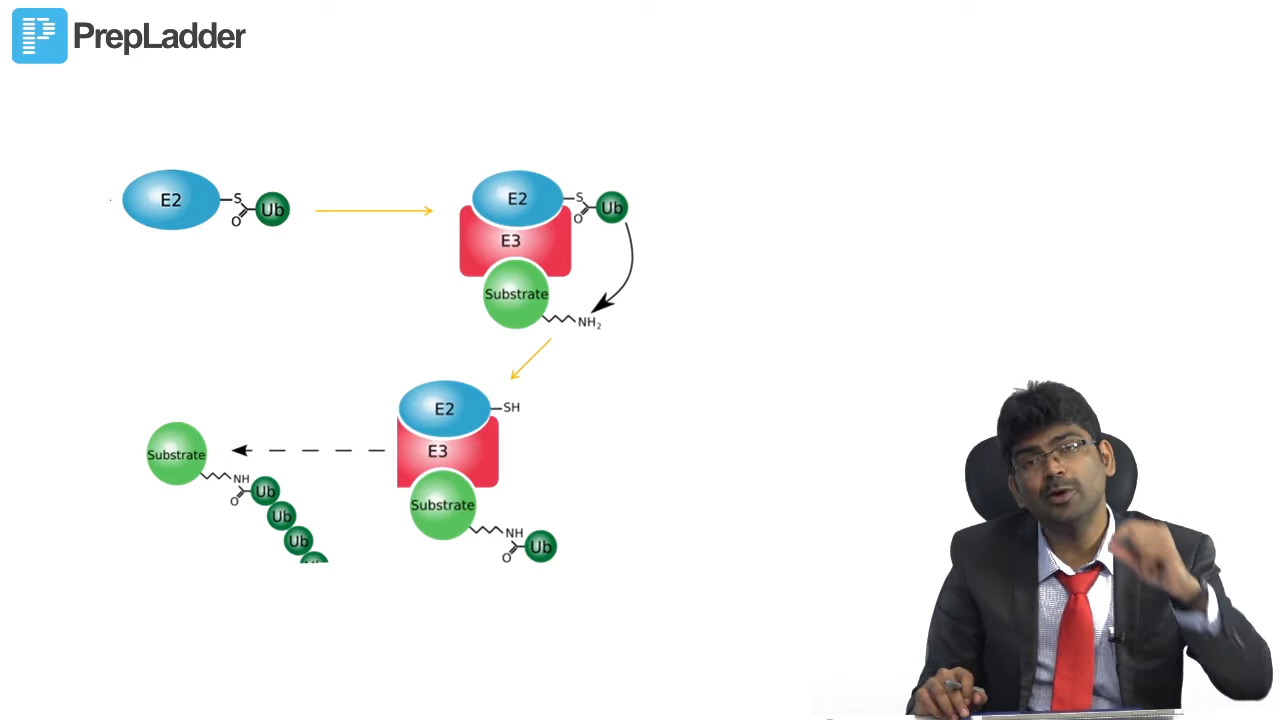 PrepLadder
E2
S
O
Ub
E2
S
O
Ub
E3
Substrate
NH2
E2
SH
E3
Substrate
NH
O
Ub
Substrate
NH
O
Ub
Ub
Ub